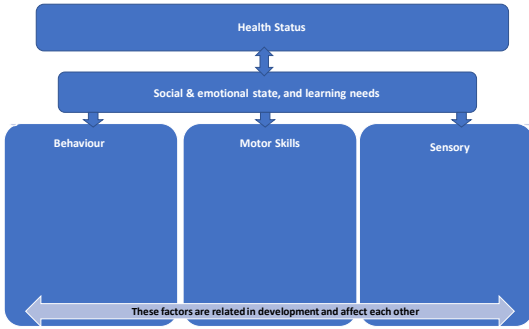 Health Status
Social & emotional state, and learning needs
Behaviour
Motor Skills
Sensory
These factors are related in development and affect each other